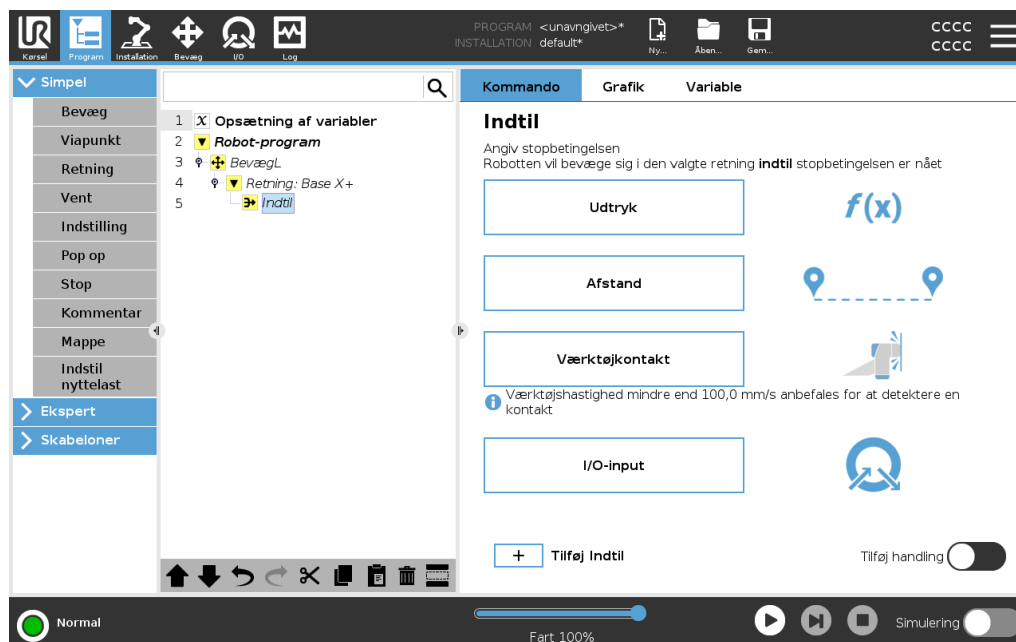 UR
Kørsel
Program
Installation
Bevæg
I/O
Log
PROGRAM <unavngivet>*
INSTALLATION default*
Ny...
Åben...
Gem...
cccc
cccc
Simpel
Bevæg
Viapunkt
Retning
Vent
Indstilling
Pop op
Stop
Kommentar
Mappe
Indstil
nyttelast
Ekspert
Skabeloner
1 X Opsætning af variabler
2 Robot-program
3 BevægL
4 Retning: Base X+
5 Indtil
Kommando Grafik Variable
Indtil
Angiv stopbetingelsen
Robotten vil bevæge sig i den valgte retning indtil stopbetingelsen er nået
Udtryk
f(x)
Afstand
Værktøjkontakt
Værktøjshastighed mindre end 100,0 mm/s anbefales for at detektere en
kontakt
I/O-input
+ Tilføj Indtil
Tilføj handling
Normal
Fart 100%
Simulering